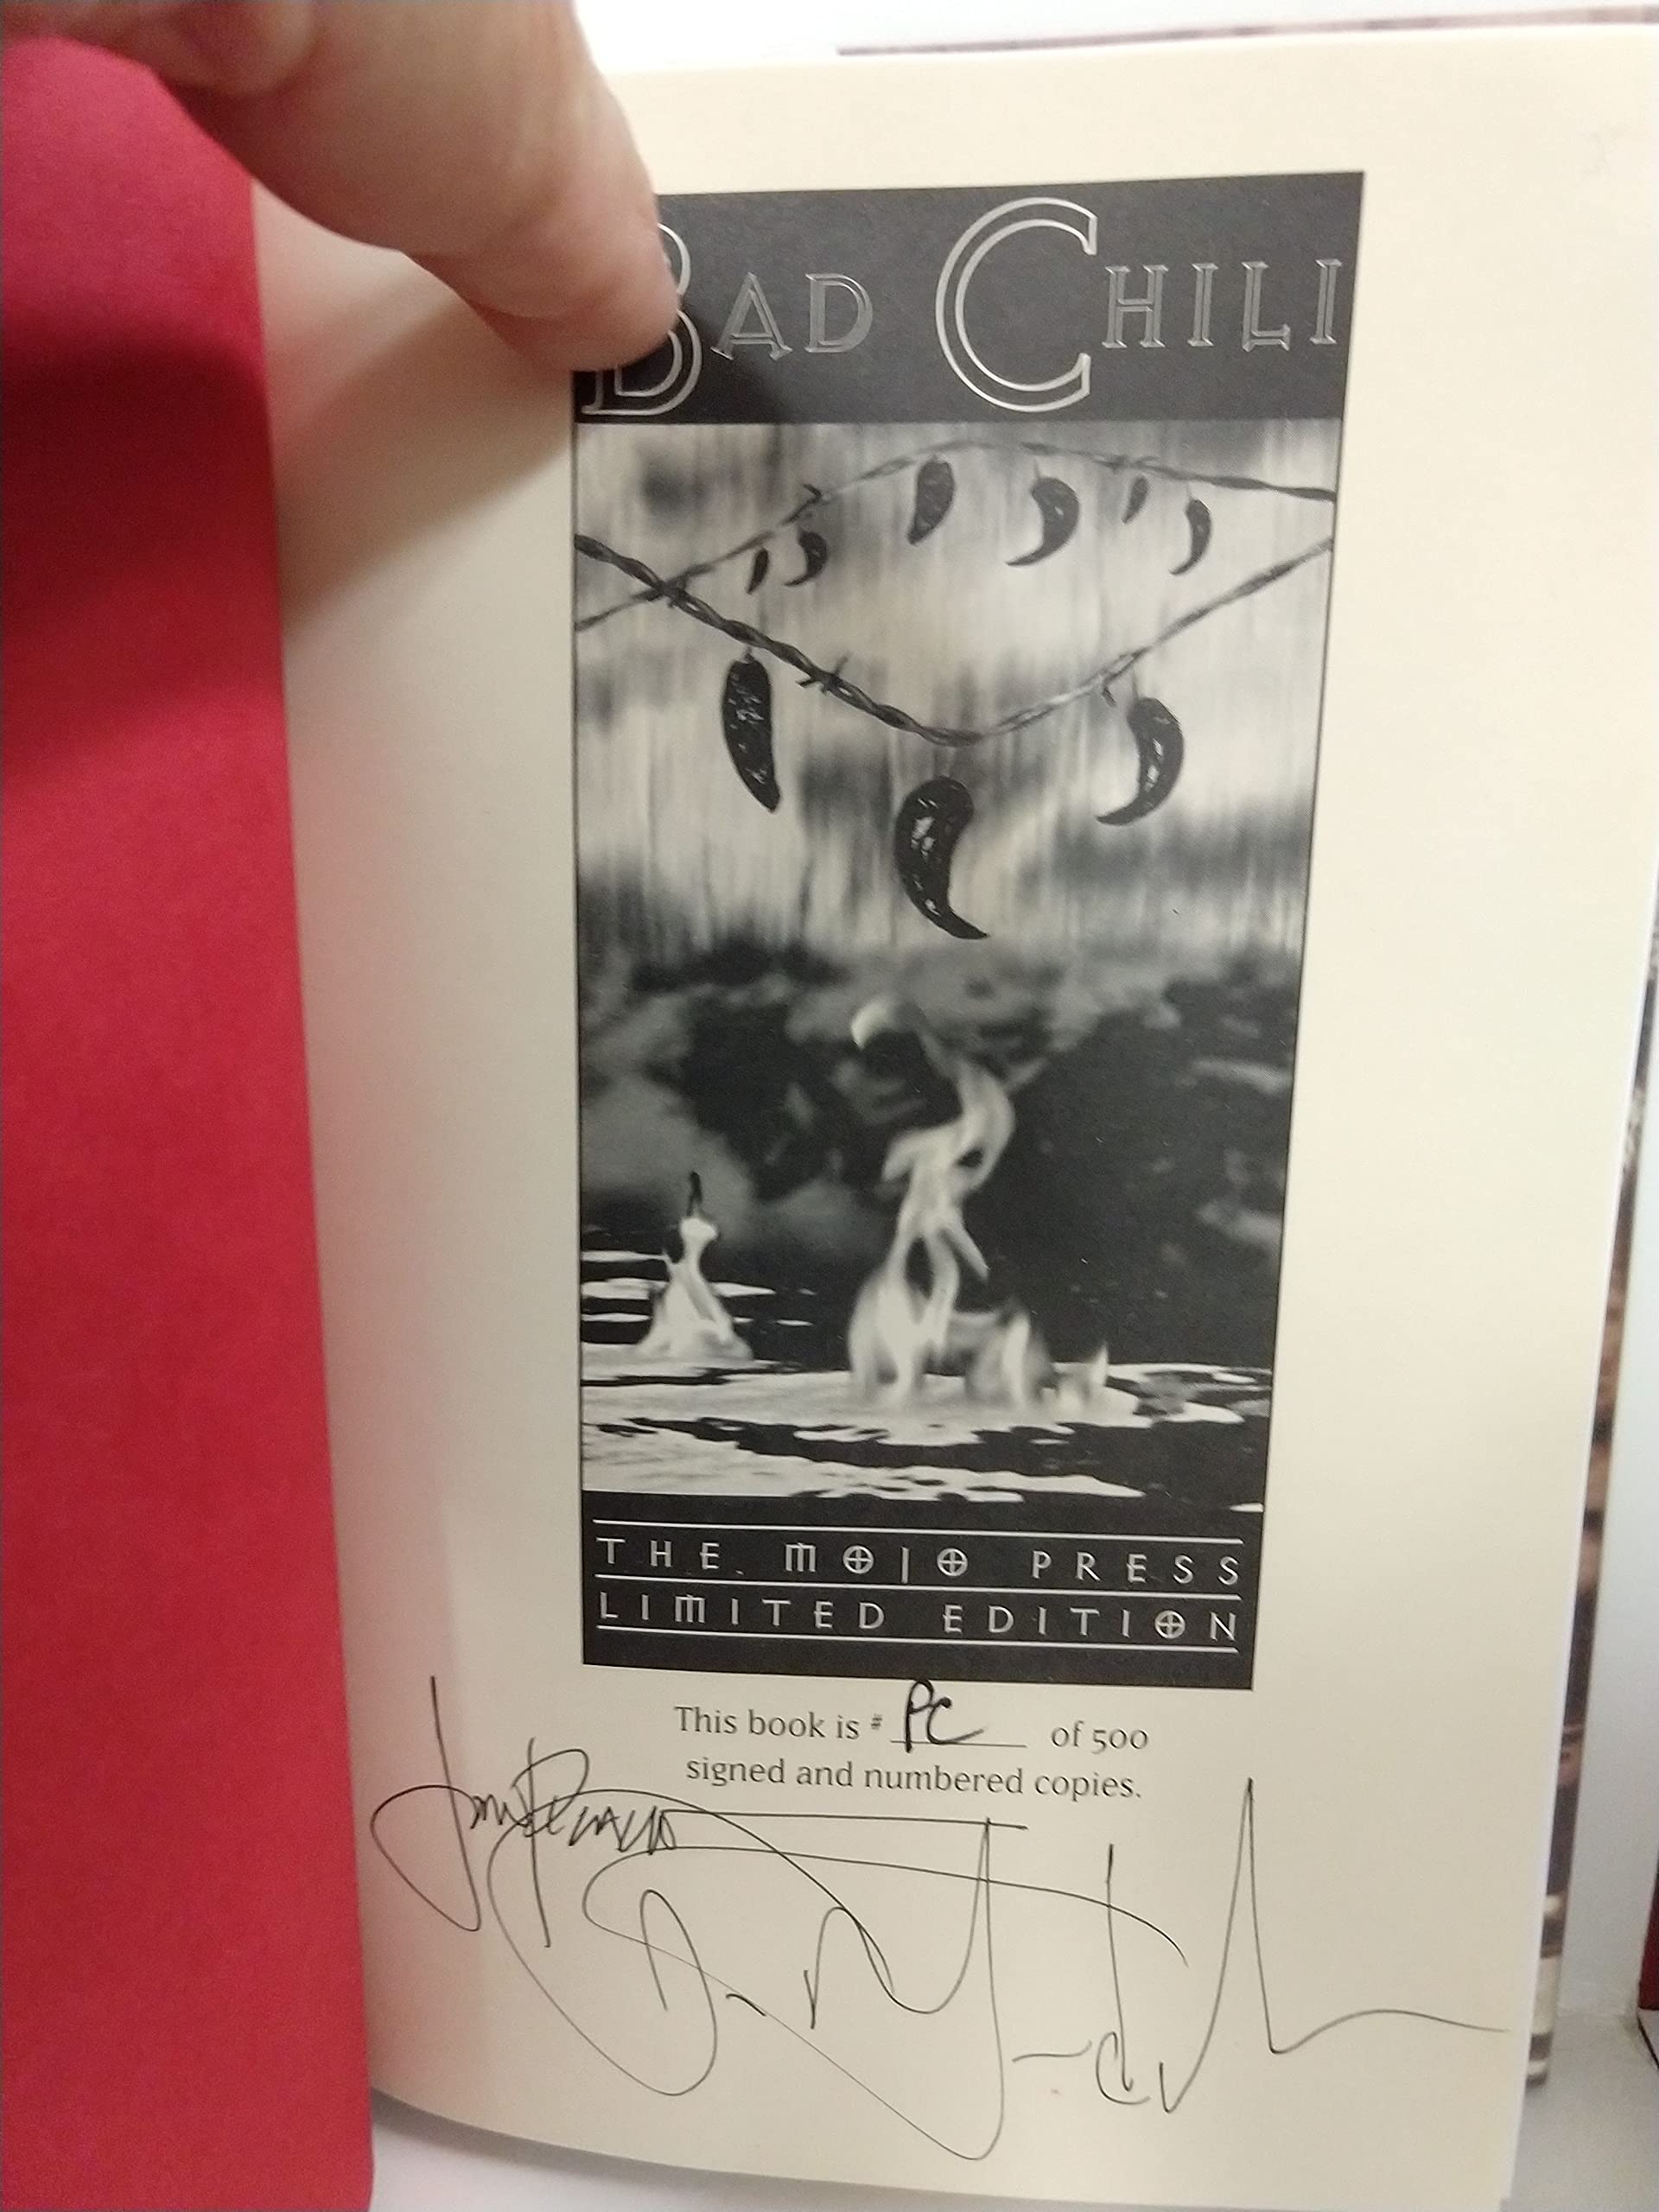 BAD CHILI
THE MOJO PRESS
LIMITED EDITION
This book is # PC of 500
signed and numbered copies.